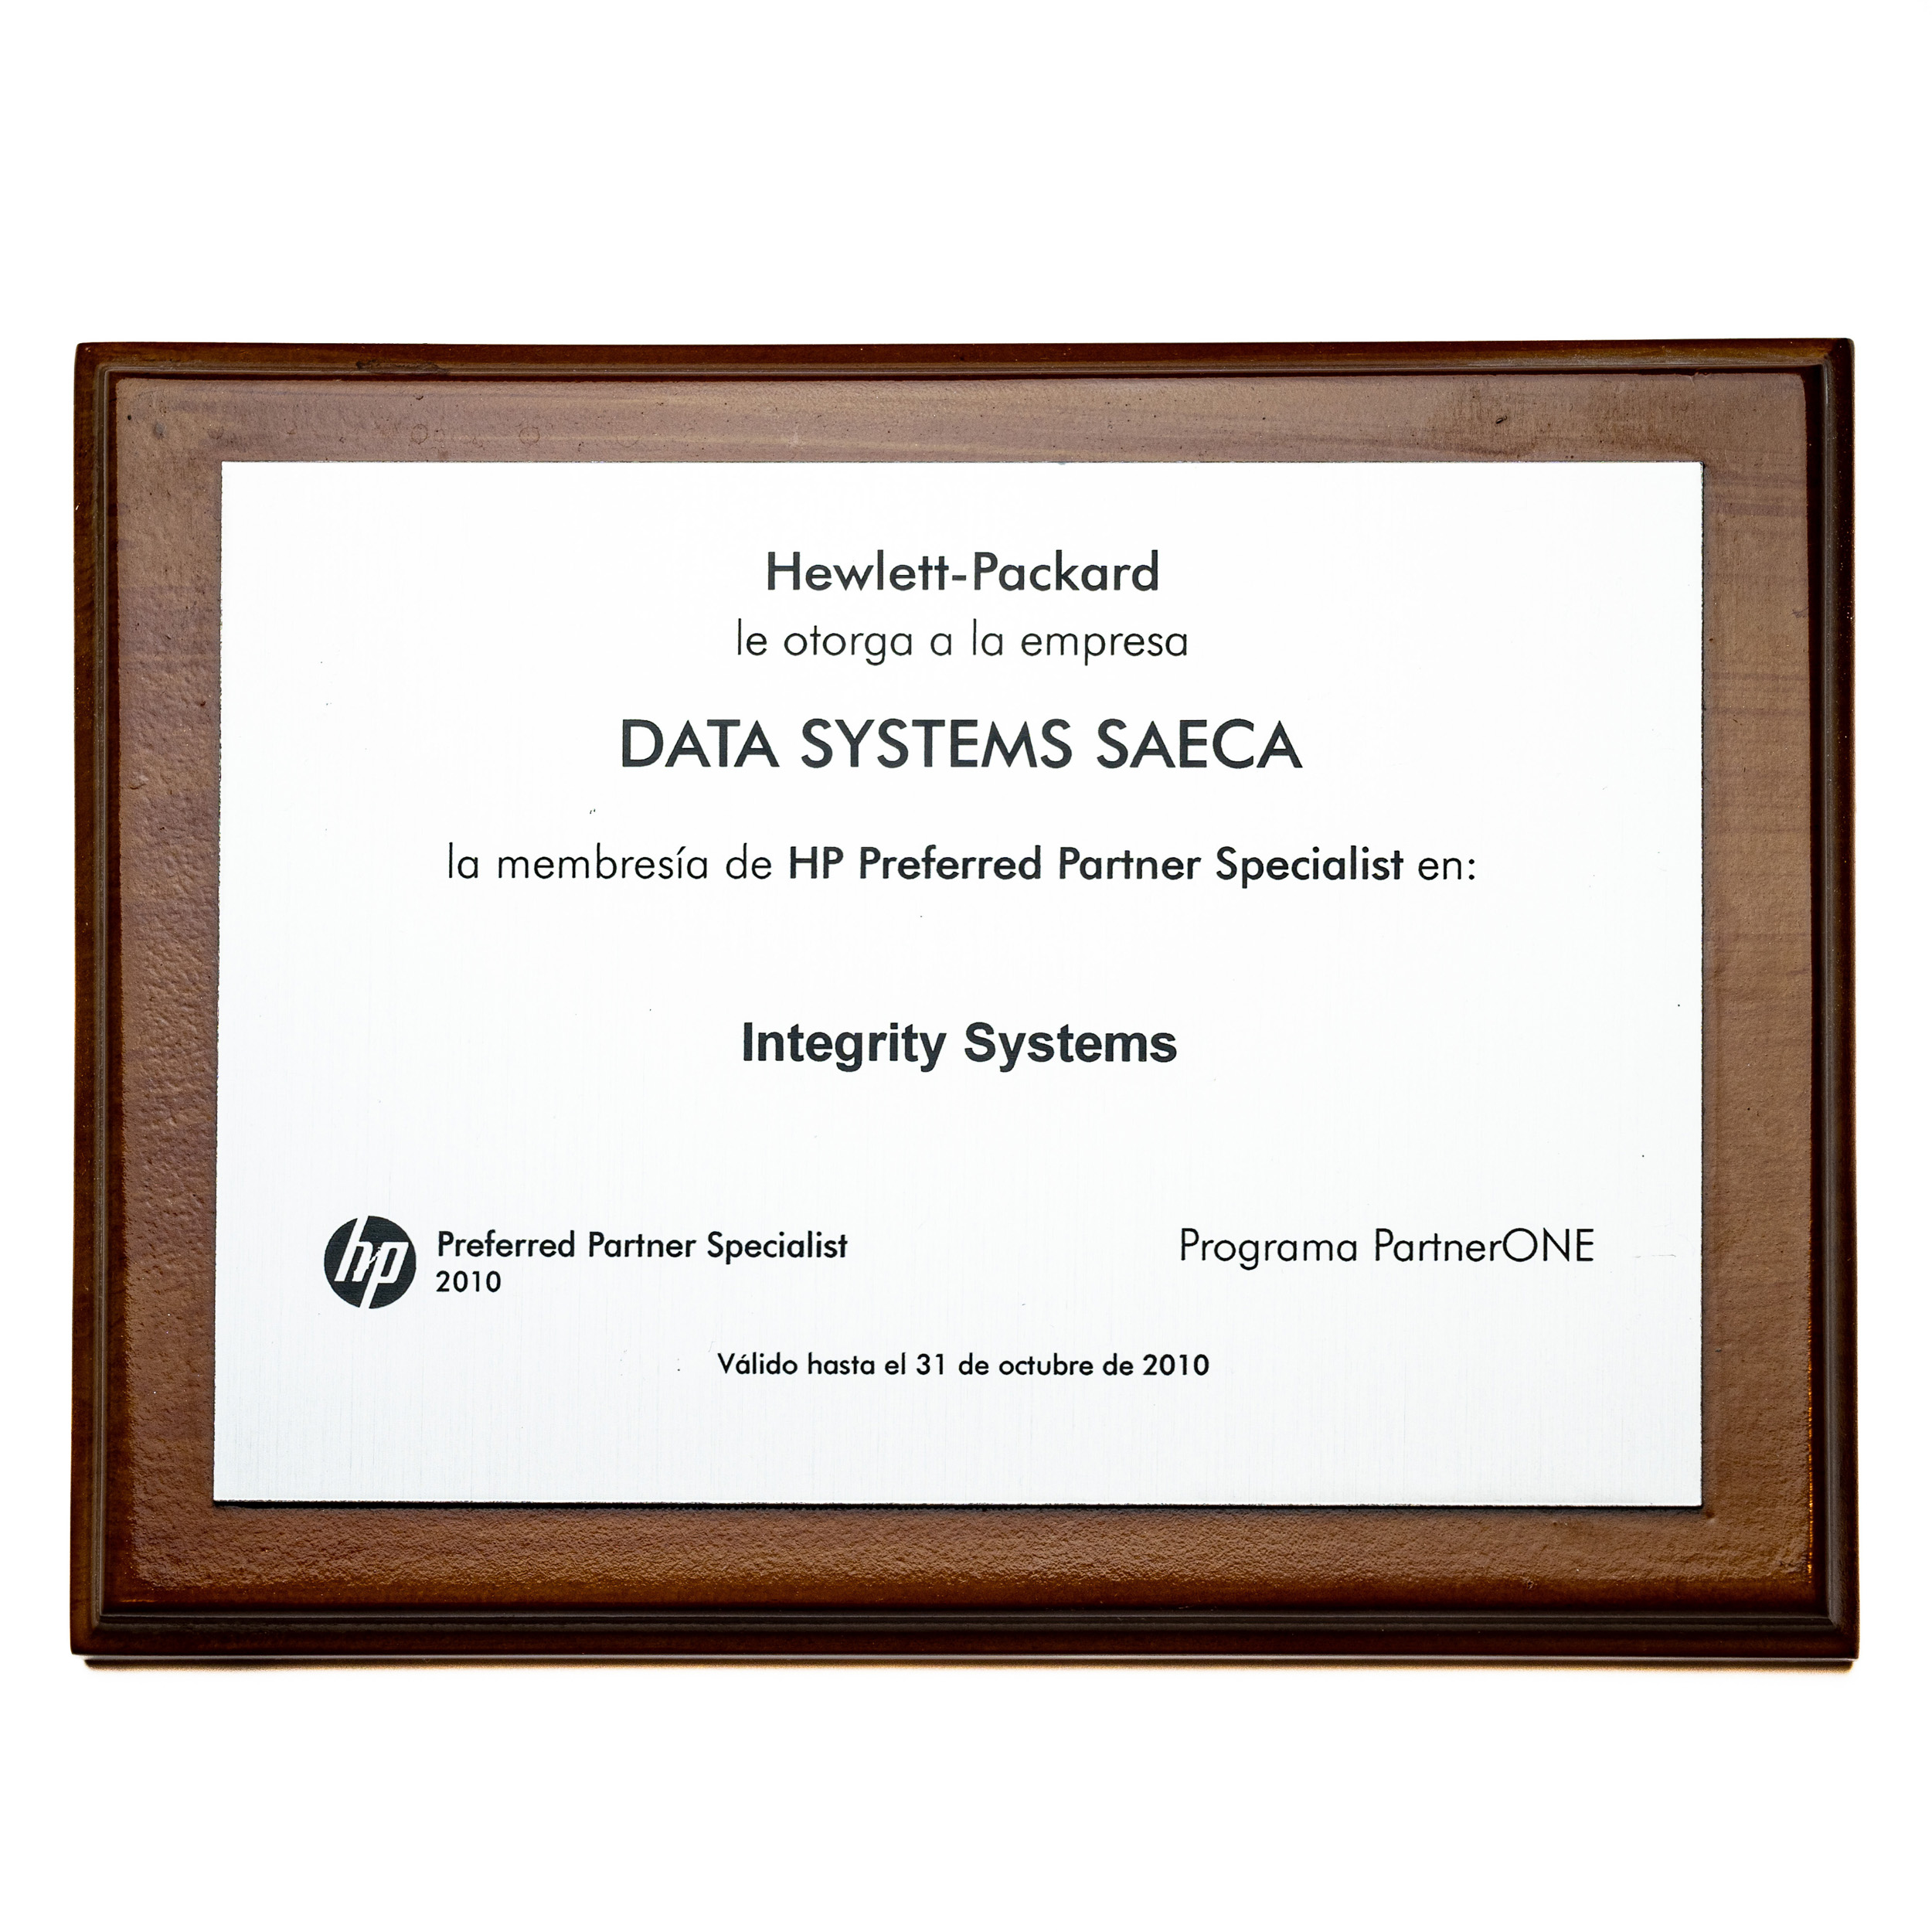 Hewlett-Packard
le otorga a la empresa
DATA SYSTEMS SAECA
la membresía de HP Preferred Partner Specialist en:
Integrity Systems
hp
Preferred Partner Specialist
2010
Programa PartnerONE
Válido hasta el 31 de octubre de 2010